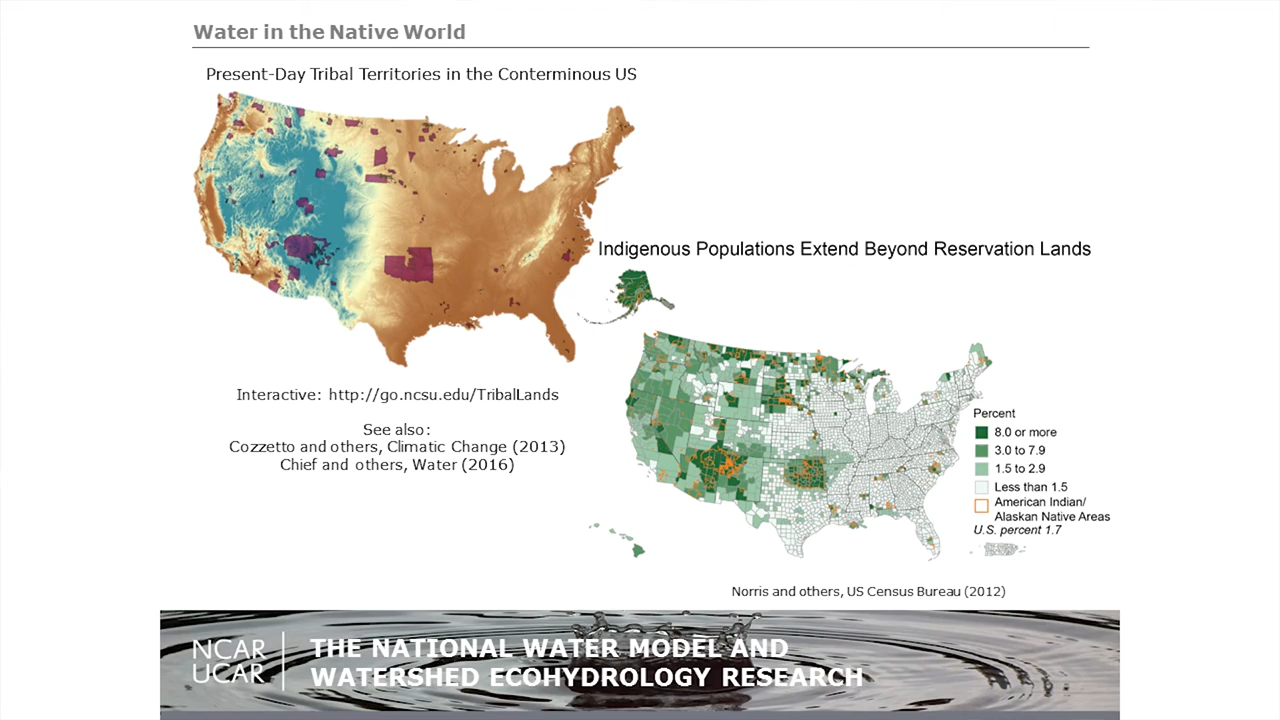 Water in the Native World
Present-Day Tribal Territories in the Conterminous US
Interactive: http://go.ncsu.edu/TribalLands
See also:
Cozzetto and others, Climatic Change (2013)
Chief and others, Water (2016)
Indigenous Populations Extend Beyond Reservation Lands
Percent
8.0 or more
3.0 to 7.9
1.5 to 2.9
Less than 1.5
American Indian/
Alaskan Native Areas
U.S. percent 1.7
Norris and others, US Census Bureau (2012)
NCAR
UCAR
THE NATIONAL WATER MODEL AND
WATERSHED ECOHYDROLOGY RESEARCH